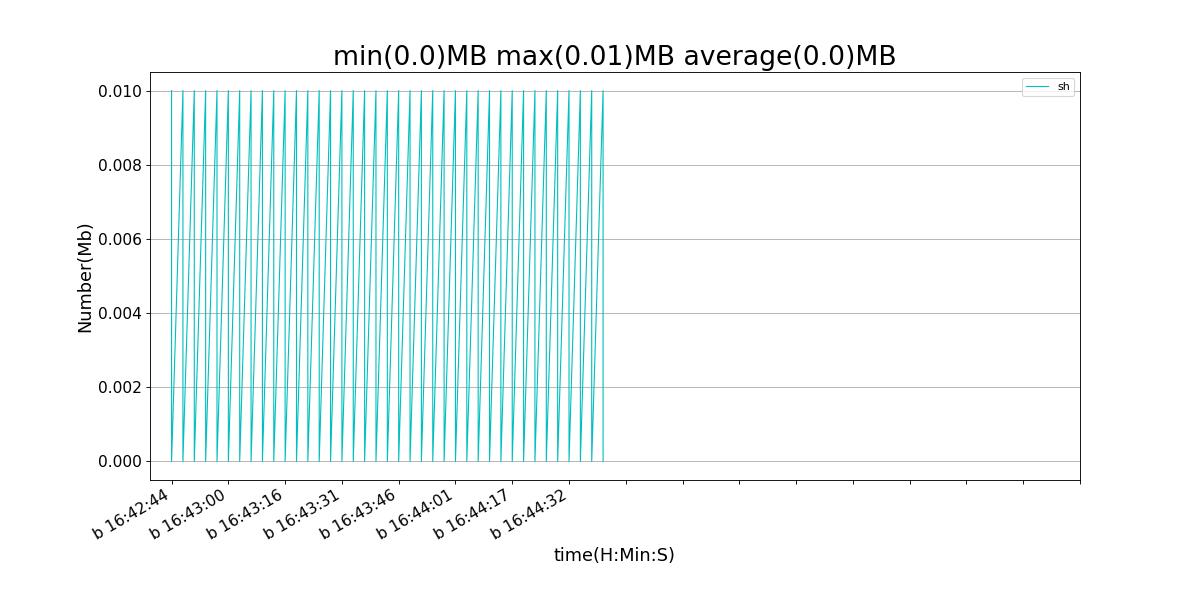 min(0.0)MB max(0.01)MB average(0.0)MB
sh
0.010
0.008
0.006
0.004
0.002
0.000
Number(Mb)
b 16:42:44
b 16:43:00
b 16:43:16
b 16:43:31
b 16:43:46
b 16:44:01
b 16:44:17
b 16:44:32
time(H:Min:S)